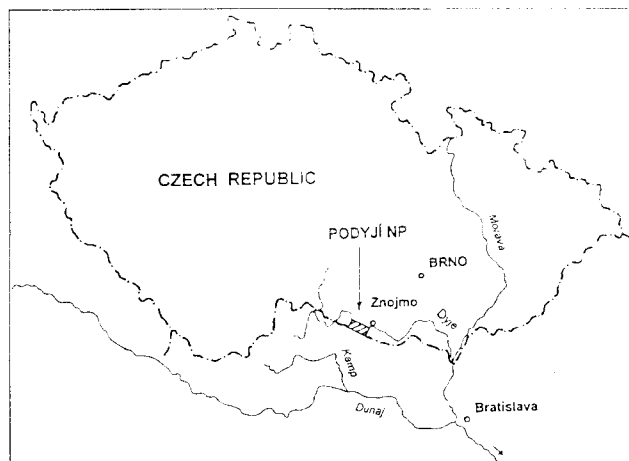 CZECH REPUBLIC
Morava
PODYJÍ NP
BRNO
Znojmo
Dyje
Kamp
Dunaj
Bratislava